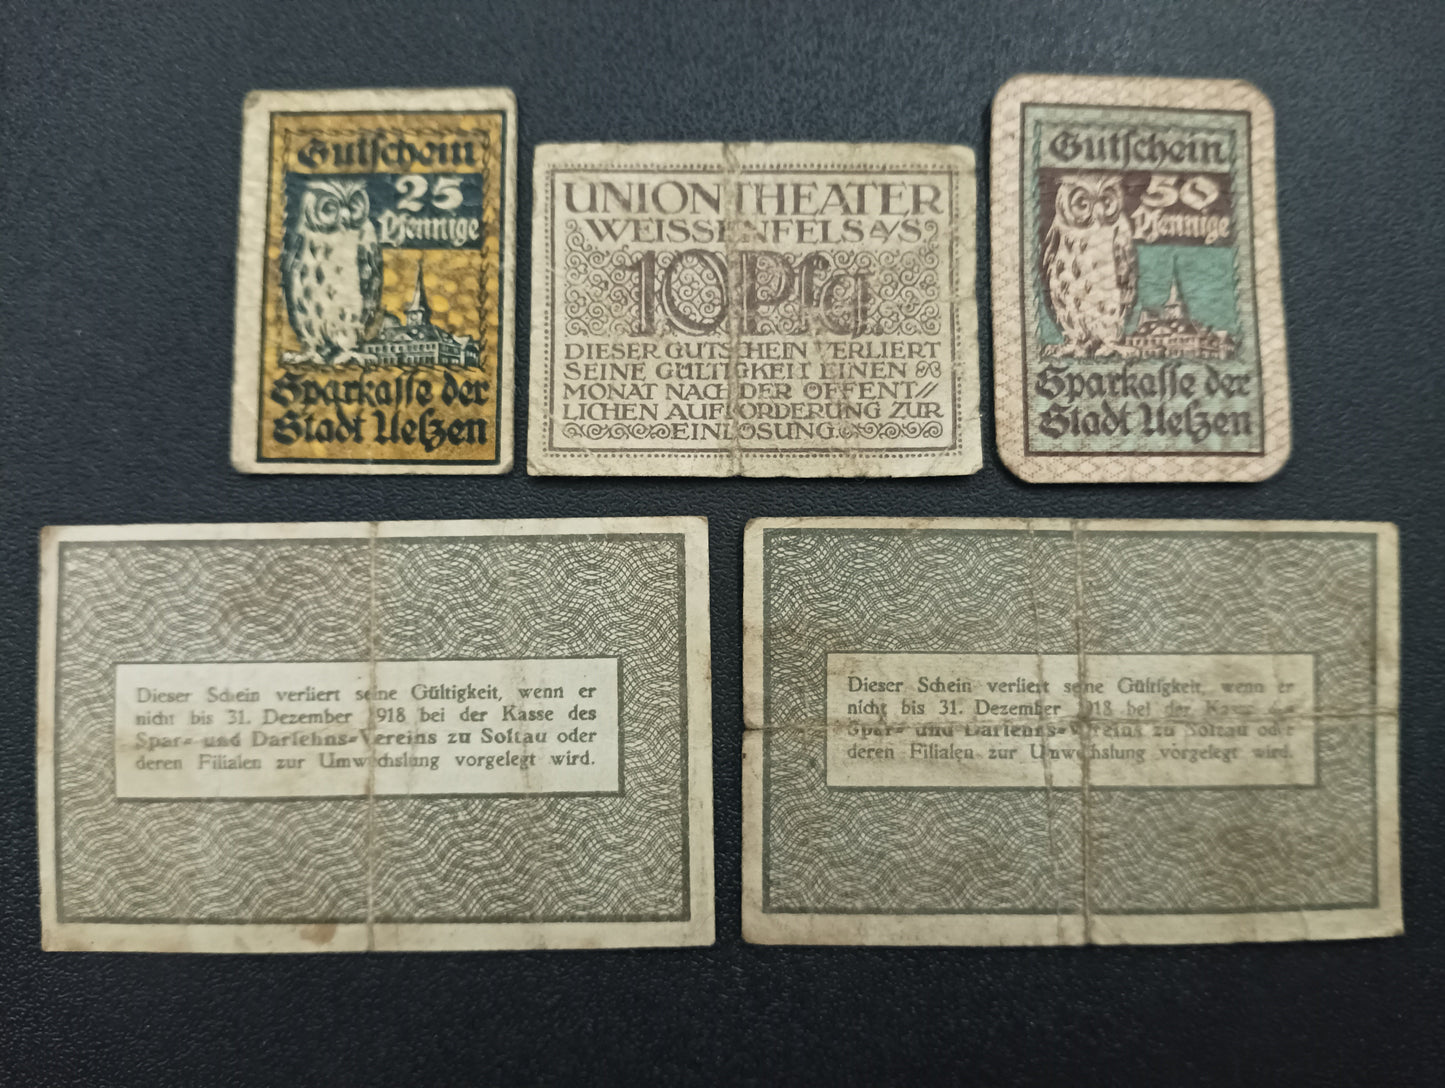 Gutschein
25
Pfennige
Sparkasse der
Stadt Uelzen
UNION THEATER
WEISSENFELS A/S
10 Pfg
DIESER GUTSCHEIN VERLIERT
SEINE GÜLTIGKEIT EINEN
MONAT NACH DER ÖFFENT//
LICHEN AUFFORDERUNG ZUR
EINLÖSUNG.
Gutschein
50
Pfennige
Sparkasse der
Stadt Uelzen
Dieser Schein verliert seine Gültigkeit, wenn er
nicht bis 31. Dezember 1918 bei der Kasse des
Spar- und Darlehns-Vereins zu Soltau oder
deren Filialen zur Umwechslung vorgelegt wird.
Dieser Schein verliert seine Gültigkeit, wenn er
nicht bis 31. Dezember 1918 bei der Kasse des
Spar- und Darlehns-Vereins zu Soltau oder
deren Filialen zur Umwechslung vorgelegt wird.